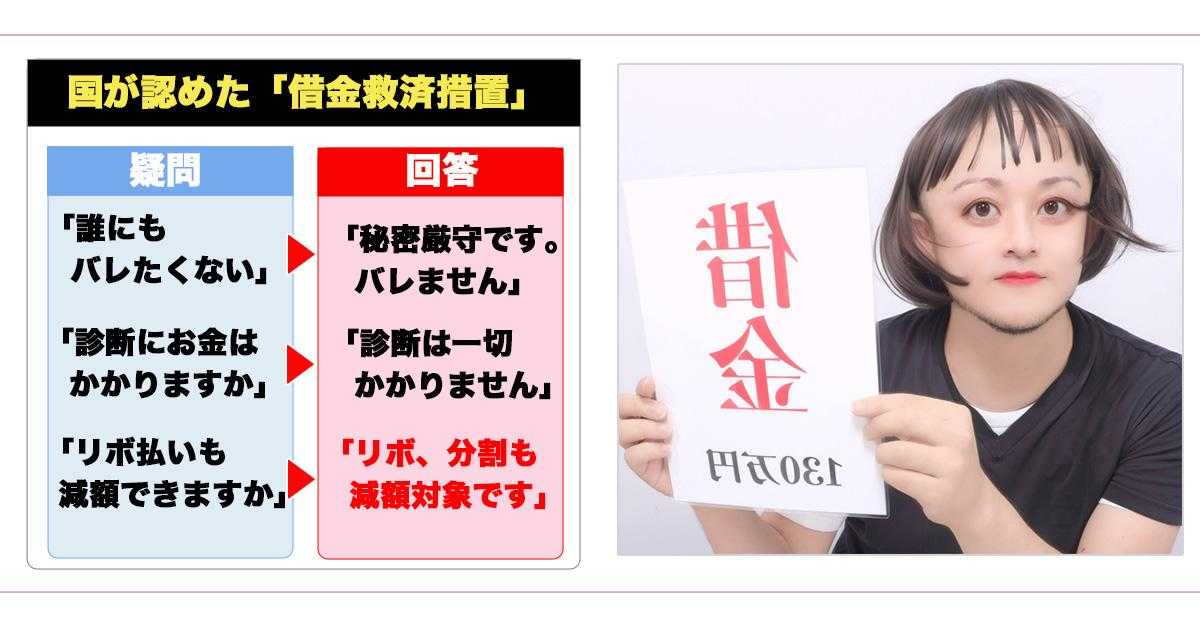 国が認めた「借金救済措置」
疑問
「誰にも
バレたくない」
「診断にお金は
かかりますか」
「リボ払いも
減額できますか」
回答
「秘密厳守です。
バレません」
「診断は一切
かかりません」
「リボ、分割も
減額対象です」
借金
130万円